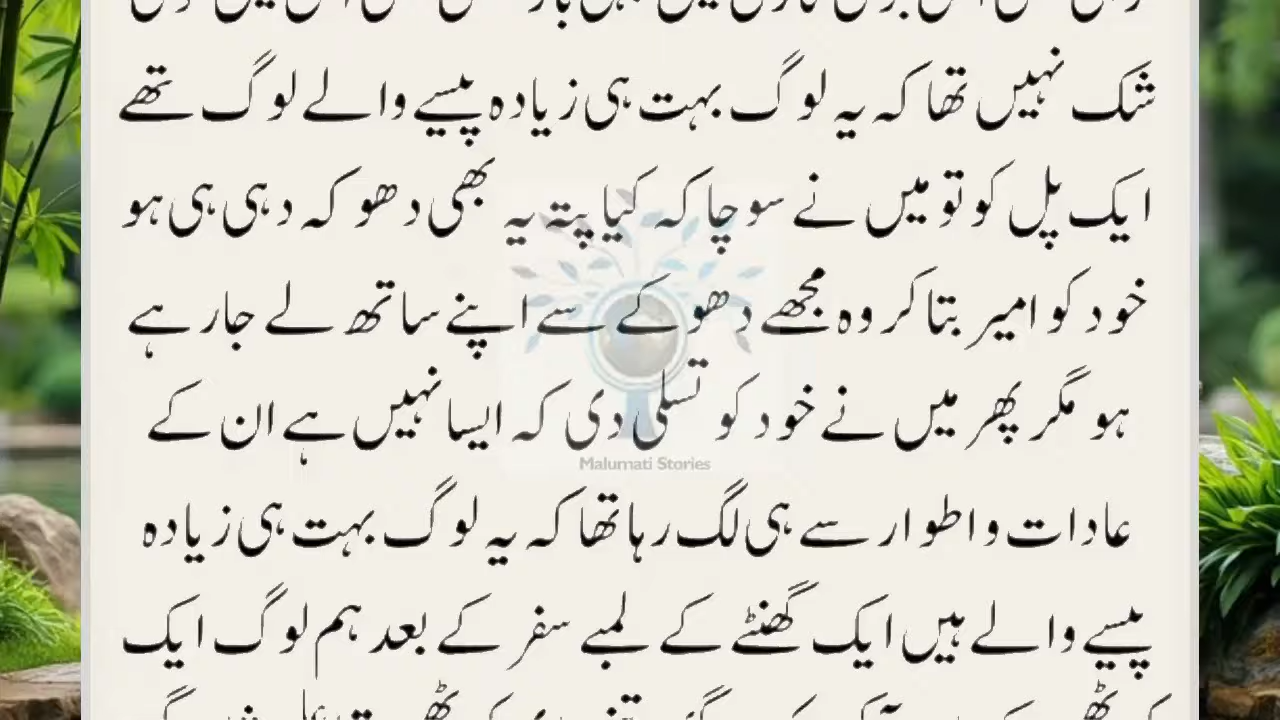 شک نہیں تھا کہ یہ لوگ بہت ہی زیادہ پیسے والے لوگ تھے
ایک پل کو تو میں نے سوچا کہ کیا پتہ یہ بھی دھوکہ دہی ہی ہو
خود کو امیر بتا کر وہ مجھے دھوکے سے اپنے ساتھ لے جا رہے
ہو مگر پھر میں نے خود کو تسلی دی کہ ایسا نہیں ہے ان کے
Malumati Stories
عادات و اطوار سے ہی لگ رہا تھا کہ یہ لوگ بہت ہی زیادہ
پیسے والے ہیں ایک گھنٹے کے لمبے سفر کے بعد ہم لوگ ایک